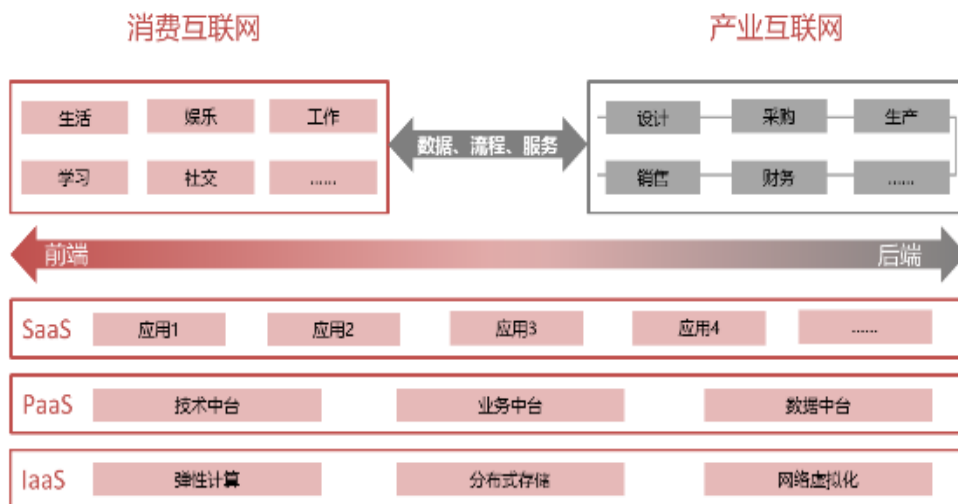 消费互联网 产业互联网
生活 娱乐 工作 设计 采购 生产
数据、流程、服务
学习 社交 ...... 销售 财务 ......
前端 后端
SaaS 应用1 应用2 应用3 应用4 ......
PaaS 技术中台 业务中台 数据中台
IaaS 弹性计算 分布式存储 网络虚拟化